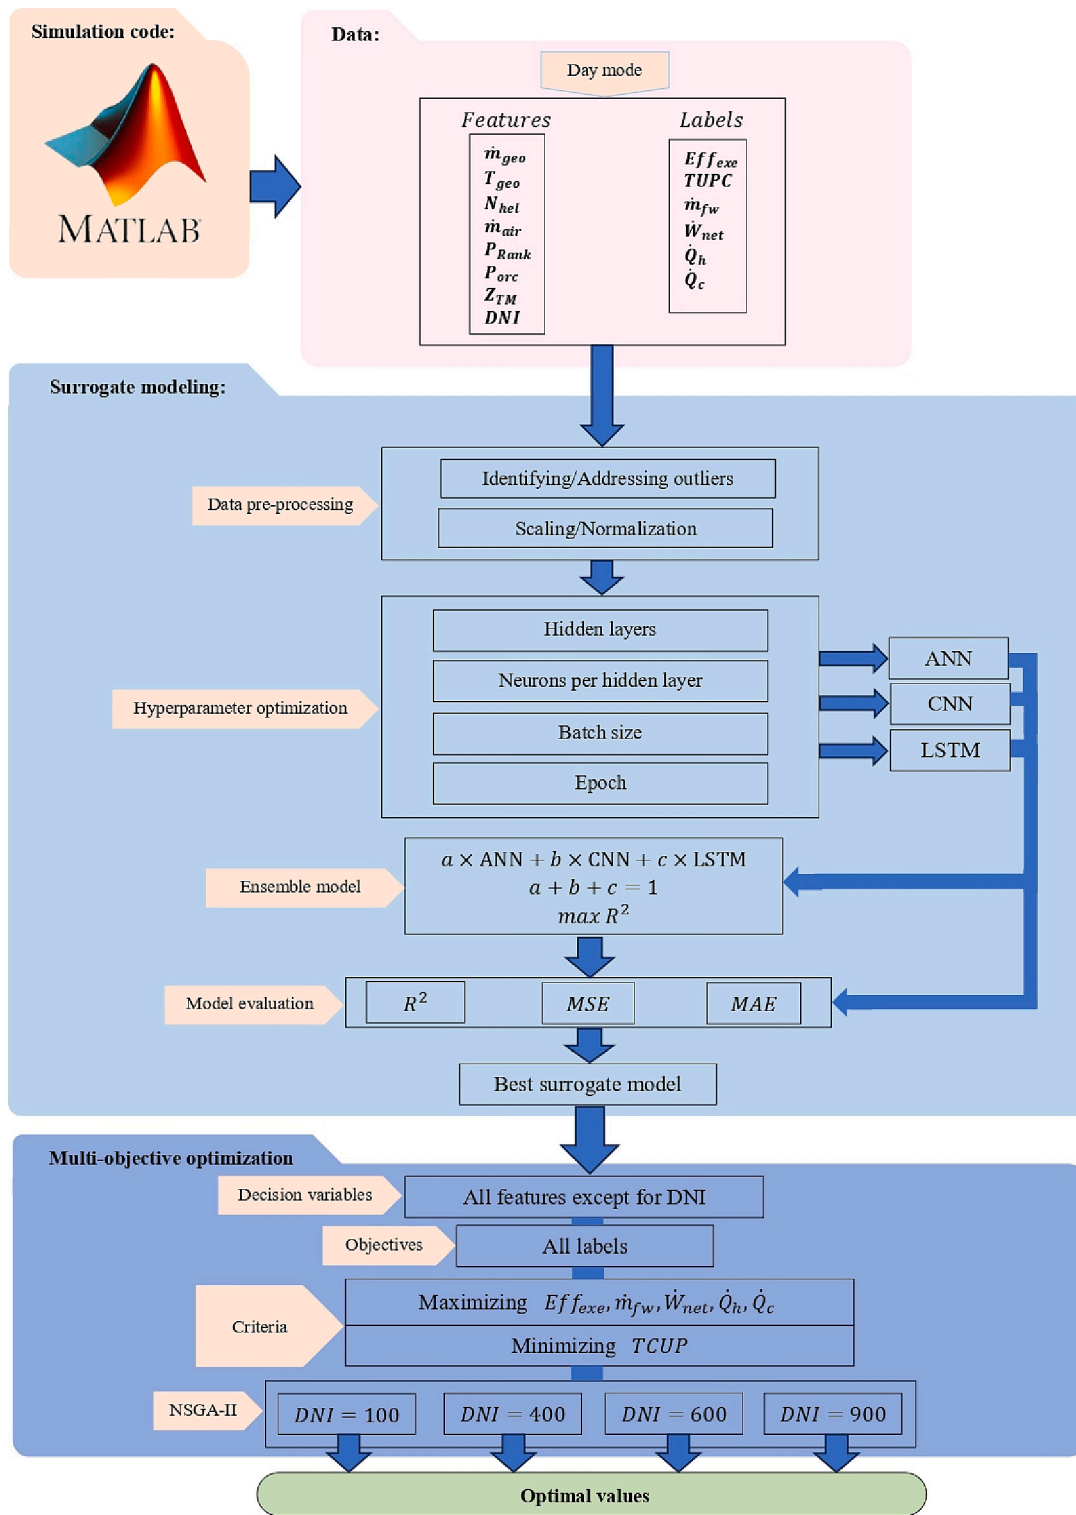 Simulation code:
MATLAB
Data:
Day mode
Features
ṁ_geo
T_geo
N_hel
ṁ_air
P_Rank
P_orc
Z_TM
DNI
Labels
Eff_exe
TUPC
ṁ_fw
Ẇ_net
Q̇_h
Q̇_c
Surrogate modeling:
Data pre-processing
Identifying/Addressing outliers
Scaling/Normalization
Hyperparameter optimization
Hidden layers
Neurons per hidden layer
Batch size
Epoch
ANN
CNN
LSTM
Ensemble model
a × ANN + b × CNN + c × LSTM
a + b + c = 1
max R²
Model evaluation
R²
MSE
MAE
Best surrogate model
Multi-objective optimization
Decision variables
All features except for DNI
Objectives
All labels
Criteria
Maximizing Eff_exe, ṁ_fw, Ẇ_net, Q̇_h, Q̇_c
Minimizing TCUP
NSGA-II
DNI = 100
DNI = 400
DNI = 600
DNI = 900
Optimal values